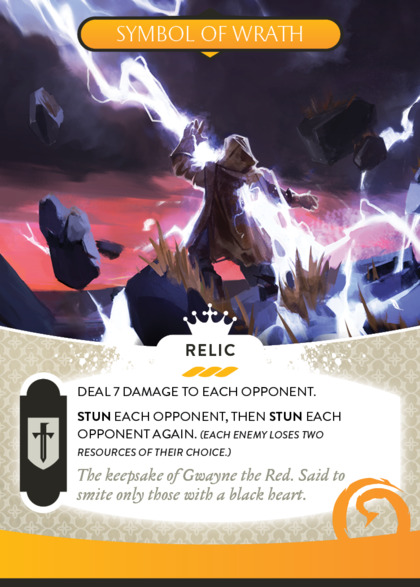 SYMBOL OF WRATH
RELIC
DEAL 7 DAMAGE TO EACH OPPONENT.
STUN EACH OPPONENT, THEN STUN EACH
OPPONENT AGAIN. (EACH ENEMY LOSES TWO
RESOURCES OF THEIR CHOICE.)
The keepsake of Gwayne the Red. Said to
smite only those with a black heart.